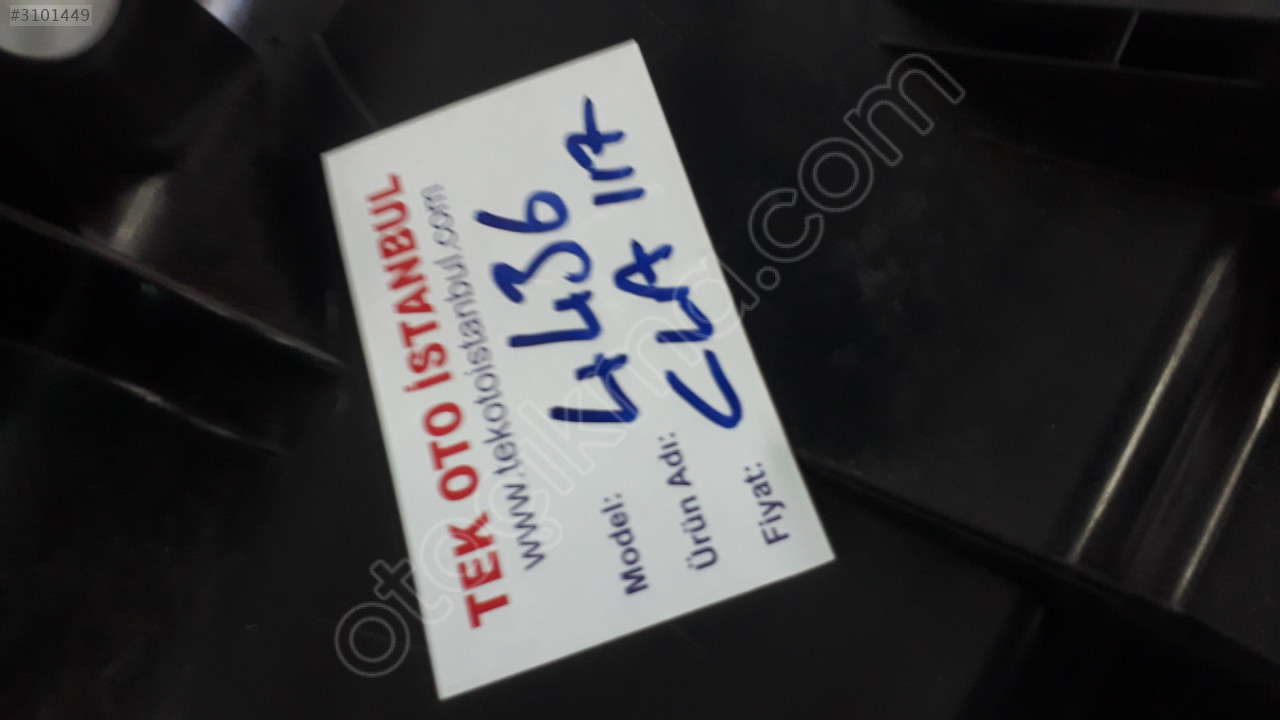 #3101449
TEK OTO İSTANBUL
www.tekotoistanbul.com
4436
Model:
CLA 117
Ürün Adı:
Fiyat: